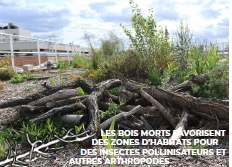 LES BOIS MORTS FAVORISENT
DES ZONES D'HABITATS POUR
DES INSECTES POLLINISATEURS ET
AUTRES ARTHROPODES